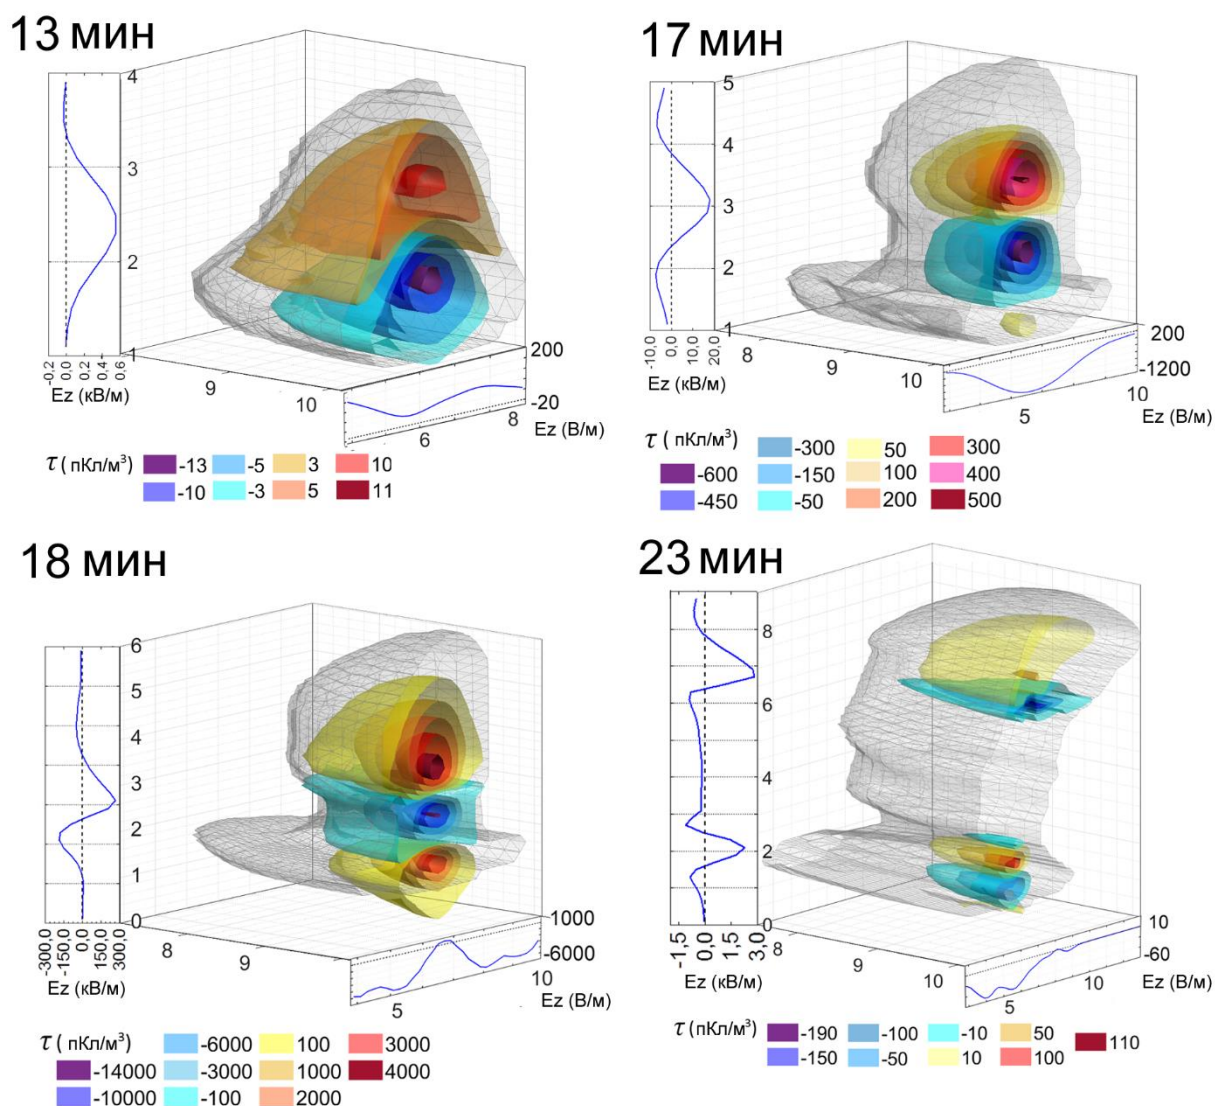 13 мин
4
3
2
1
-0.2
0.0
0.2
0.4
0.6
Ez (кВ/м)
9
10
200
-20
6
8
Ez (В/м)
τ ( пКл/м³)
-13 -5 3 10
-10 -3 5 11
17 мин
5
4
3
2
1
-10,0
0,0
10,0
20,0
Ez (кВ/м)
8
9
10
200
-1200
5
10
Ez (В/м)
τ ( пКл/м³)
-300 50 300
-600 -150 100 400
-450 -50 200 500
18 мин
6
5
4
3
2
1
0
-300,0
-150,0
0,0
150,0
300,0
Ez (кВ/м)
8
9
1000
-6000
5
10
Ez (В/м)
τ ( пКл/м³)
-6000 100 3000
-14000 -3000 1000 4000
-10000 -100 2000
23 мин
8
6
4
2
0
-1,5
0,0
1,5
3,0
Ez (кВ/м)
8
9
10
10
-60
5
10
Ez (В/м)
τ (пКл/м³)
-190 -100 -10 50 110
-150 -50 10 100